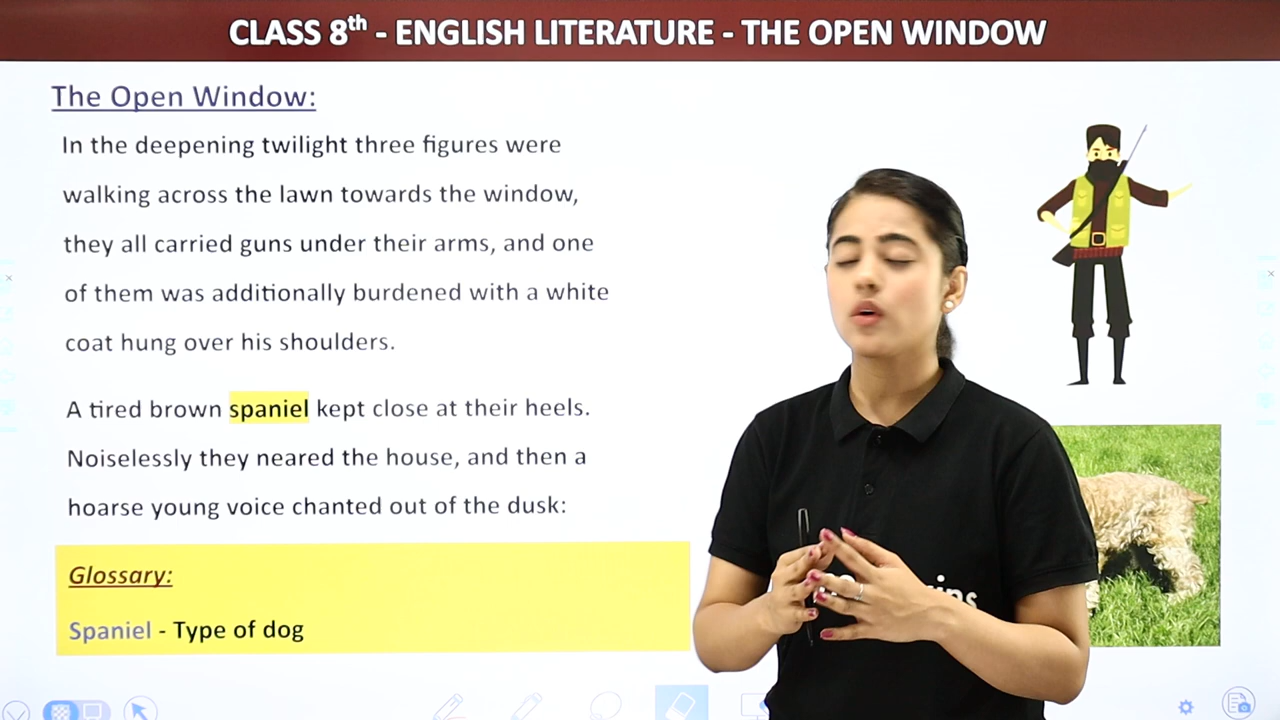 CLASS 8th - ENGLISH LITERATURE - THE OPEN WINDOW
The Open Window:
In the deepening twilight three figures were
walking across the lawn towards the window,
they all carried guns under their arms, and one
of them was additionally burdened with a white
coat hung over his shoulders.
A tired brown spaniel kept close at their heels.
Noiselessly they neared the house, and then a
hoarse young voice chanted out of the dusk:
Glossary:
Spaniel - Type of dog